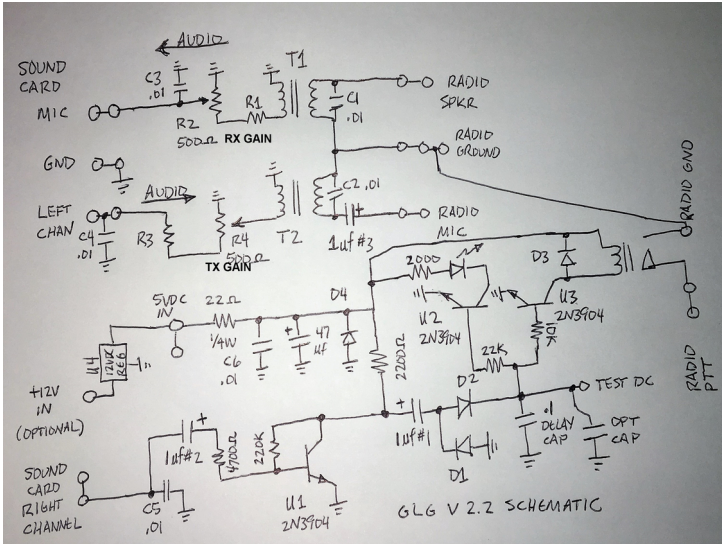 AUDIO
SOUND
CARD
MIC
C3
.01
R2
500Ω RX GAIN
R1
T1
C1
.01
RADIO
SPKR
GND
RADIO
GROUND
AUDIO
LEFT
CHAN
C4
.01
R3
R4
500Ω
TX GAIN
T2
C2 .01
1uf #3
RADIO
MIC
RADIO GND
5VDC
IN
22Ω
1/4W
C6
.01
+
47
uf
D4
2000
U2
2N3904
D3
U3
2N3904
10K
22K
2200Ω
RADIO
PTT
U4
REG
+12V
IN
(OPTIONAL)
D2
TEST DC
+
1uf #1
D1
.1
DELAY
CAP
OPT
CAP
SOUND
CARD
RIGHT
CHANNEL
C5
.01
+
1uf #2
4700Ω
220K
U1
2N3904
GLG V 2.2 SCHEMATIC